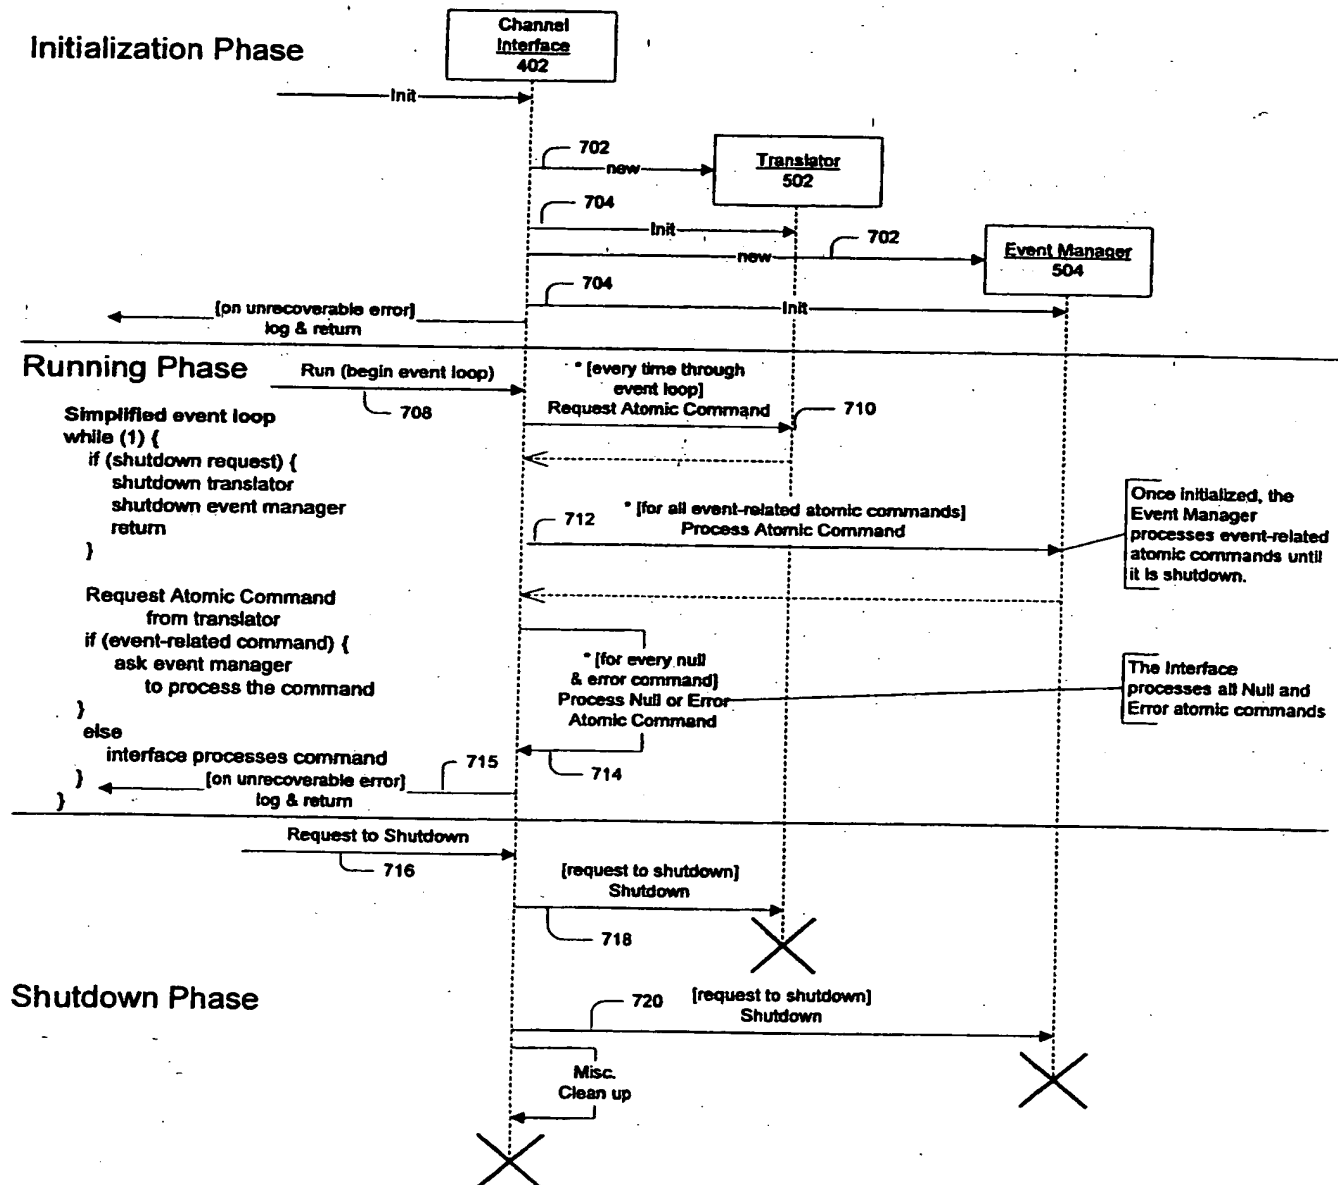 Initialization Phase
Channel
Interface
402
Init
702
new
Translator
502
704
Init
702
new
Event Manager
504
704
Init
[on unrecoverable error]
log & return
Running Phase
Run (begin event loop)
708
* [every time through
event loop]
Request Atomic Command
710
Simplified event loop
while (1) {
if (shutdown request) {
shutdown translator
shutdown event manager
return
}
712
* [for all event-related atomic commands]
Process Atomic Command
Once initialized, the
Event Manager
processes event-related
atomic commands until
it is shutdown.
Request Atomic Command
from translator
if (event-related command) {
ask event manager
to process the command
}
else
interface processes command
}
}
* [for every null
& error command]
Process Null or Error
Atomic Command
714
The Interface
processes all Null and
Error atomic commands
715
[on unrecoverable error]
log & return
Request to Shutdown
716
[request to shutdown]
Shutdown
718
Shutdown Phase
720
[request to shutdown]
Shutdown
Misc.
Clean up